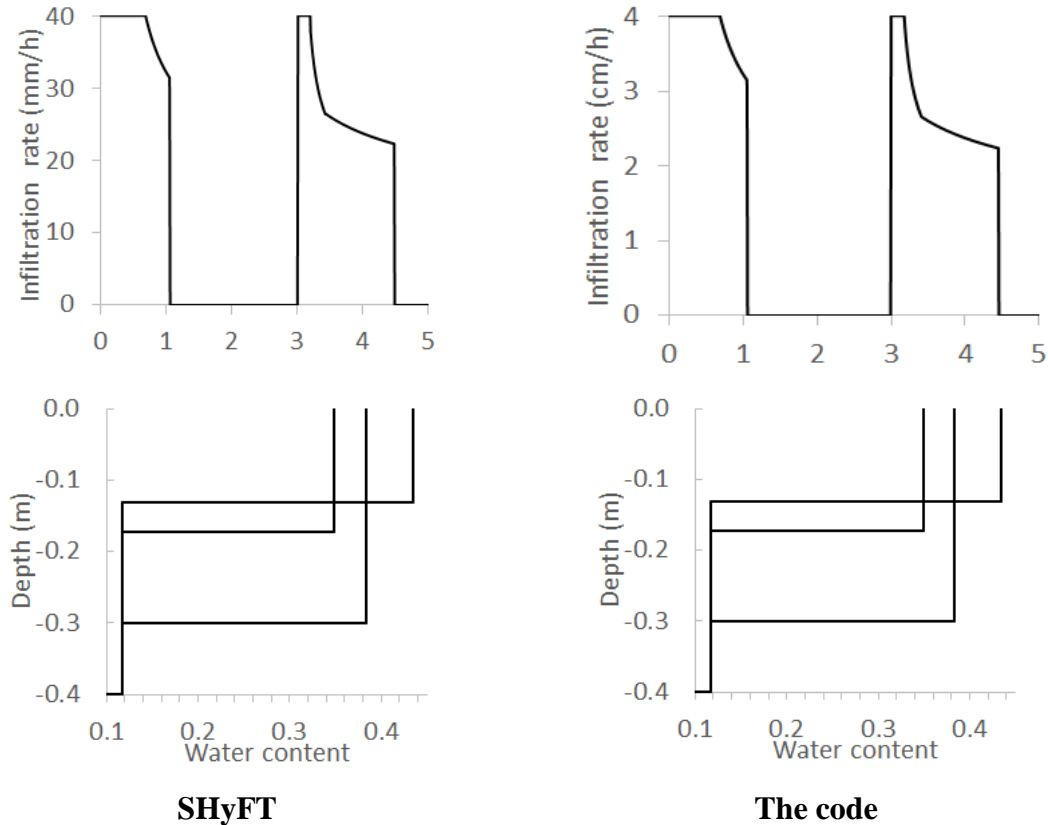 Infiltration rate (mm/h)
40
30
20
10
0
0 1 2 3 4 5
Infiltration rate (cm/h)
4
3
2
1
0
0 1 2 3 4 5
Depth (m)
0.0
-0.1
-0.2
-0.3
-0.4
0.1 0.2 0.3 0.4
Water content
Depth (m)
0.0
-0.1
-0.2
-0.3
-0.4
0.1 0.2 0.3 0.4
Water content
SHyFT
The code